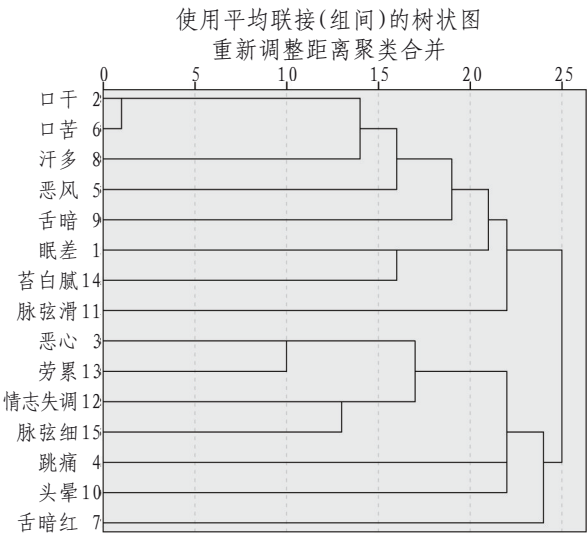 使用平均联接(组间)的树状图
重新调整距离聚类合并
0 5 10 15 20 25
口干 2
口苦 6
汗多 8
恶风 5
舌暗 9
眠差 1
苔白腻 14
脉弦滑 11
恶心 3
劳累 13
情志失调 12
脉弦细 15
跳痛 4
头晕 10
舌暗红 7